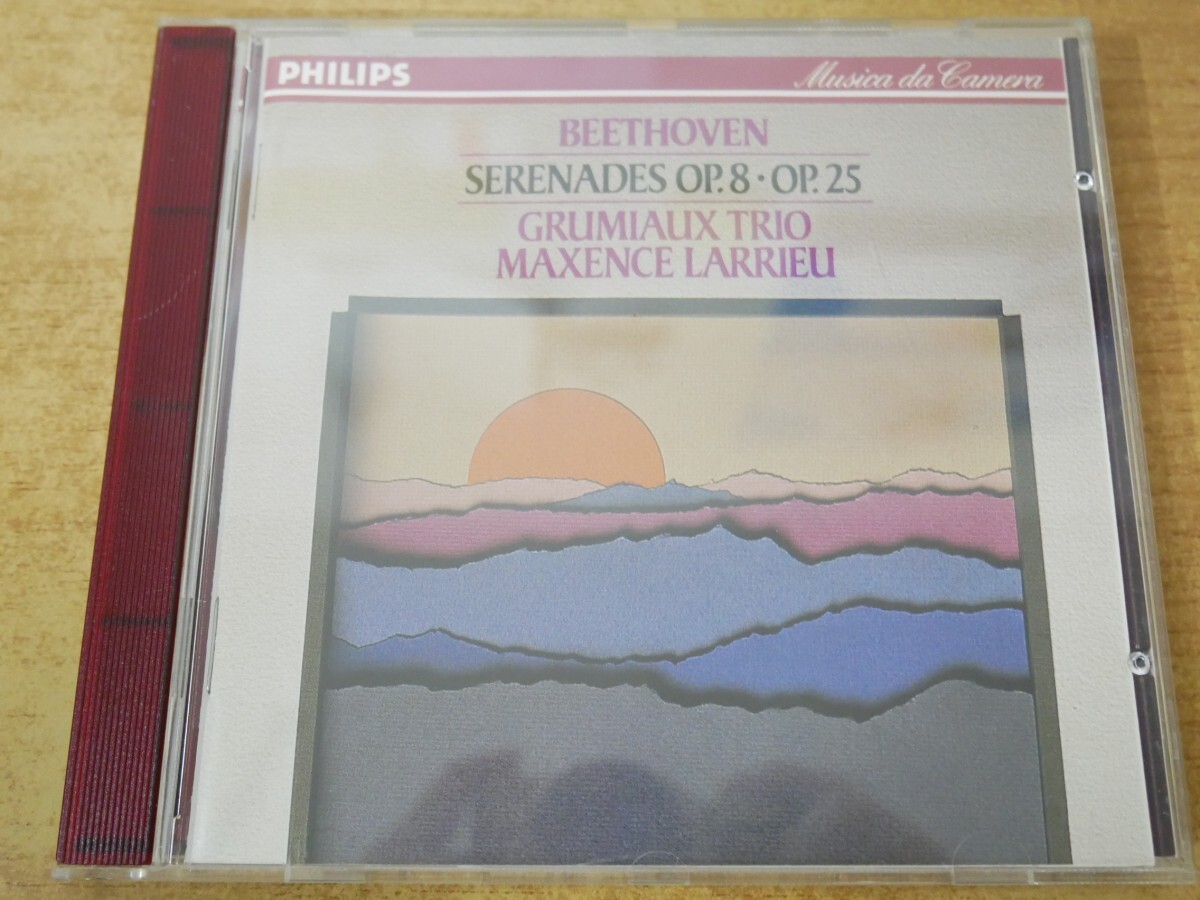 PHILIPS
Musica da Camera
BEETHOVEN
SERENADES OP. 8 · OP. 25
GRUMIAUX TRIO
MAXENCE LARRIEU